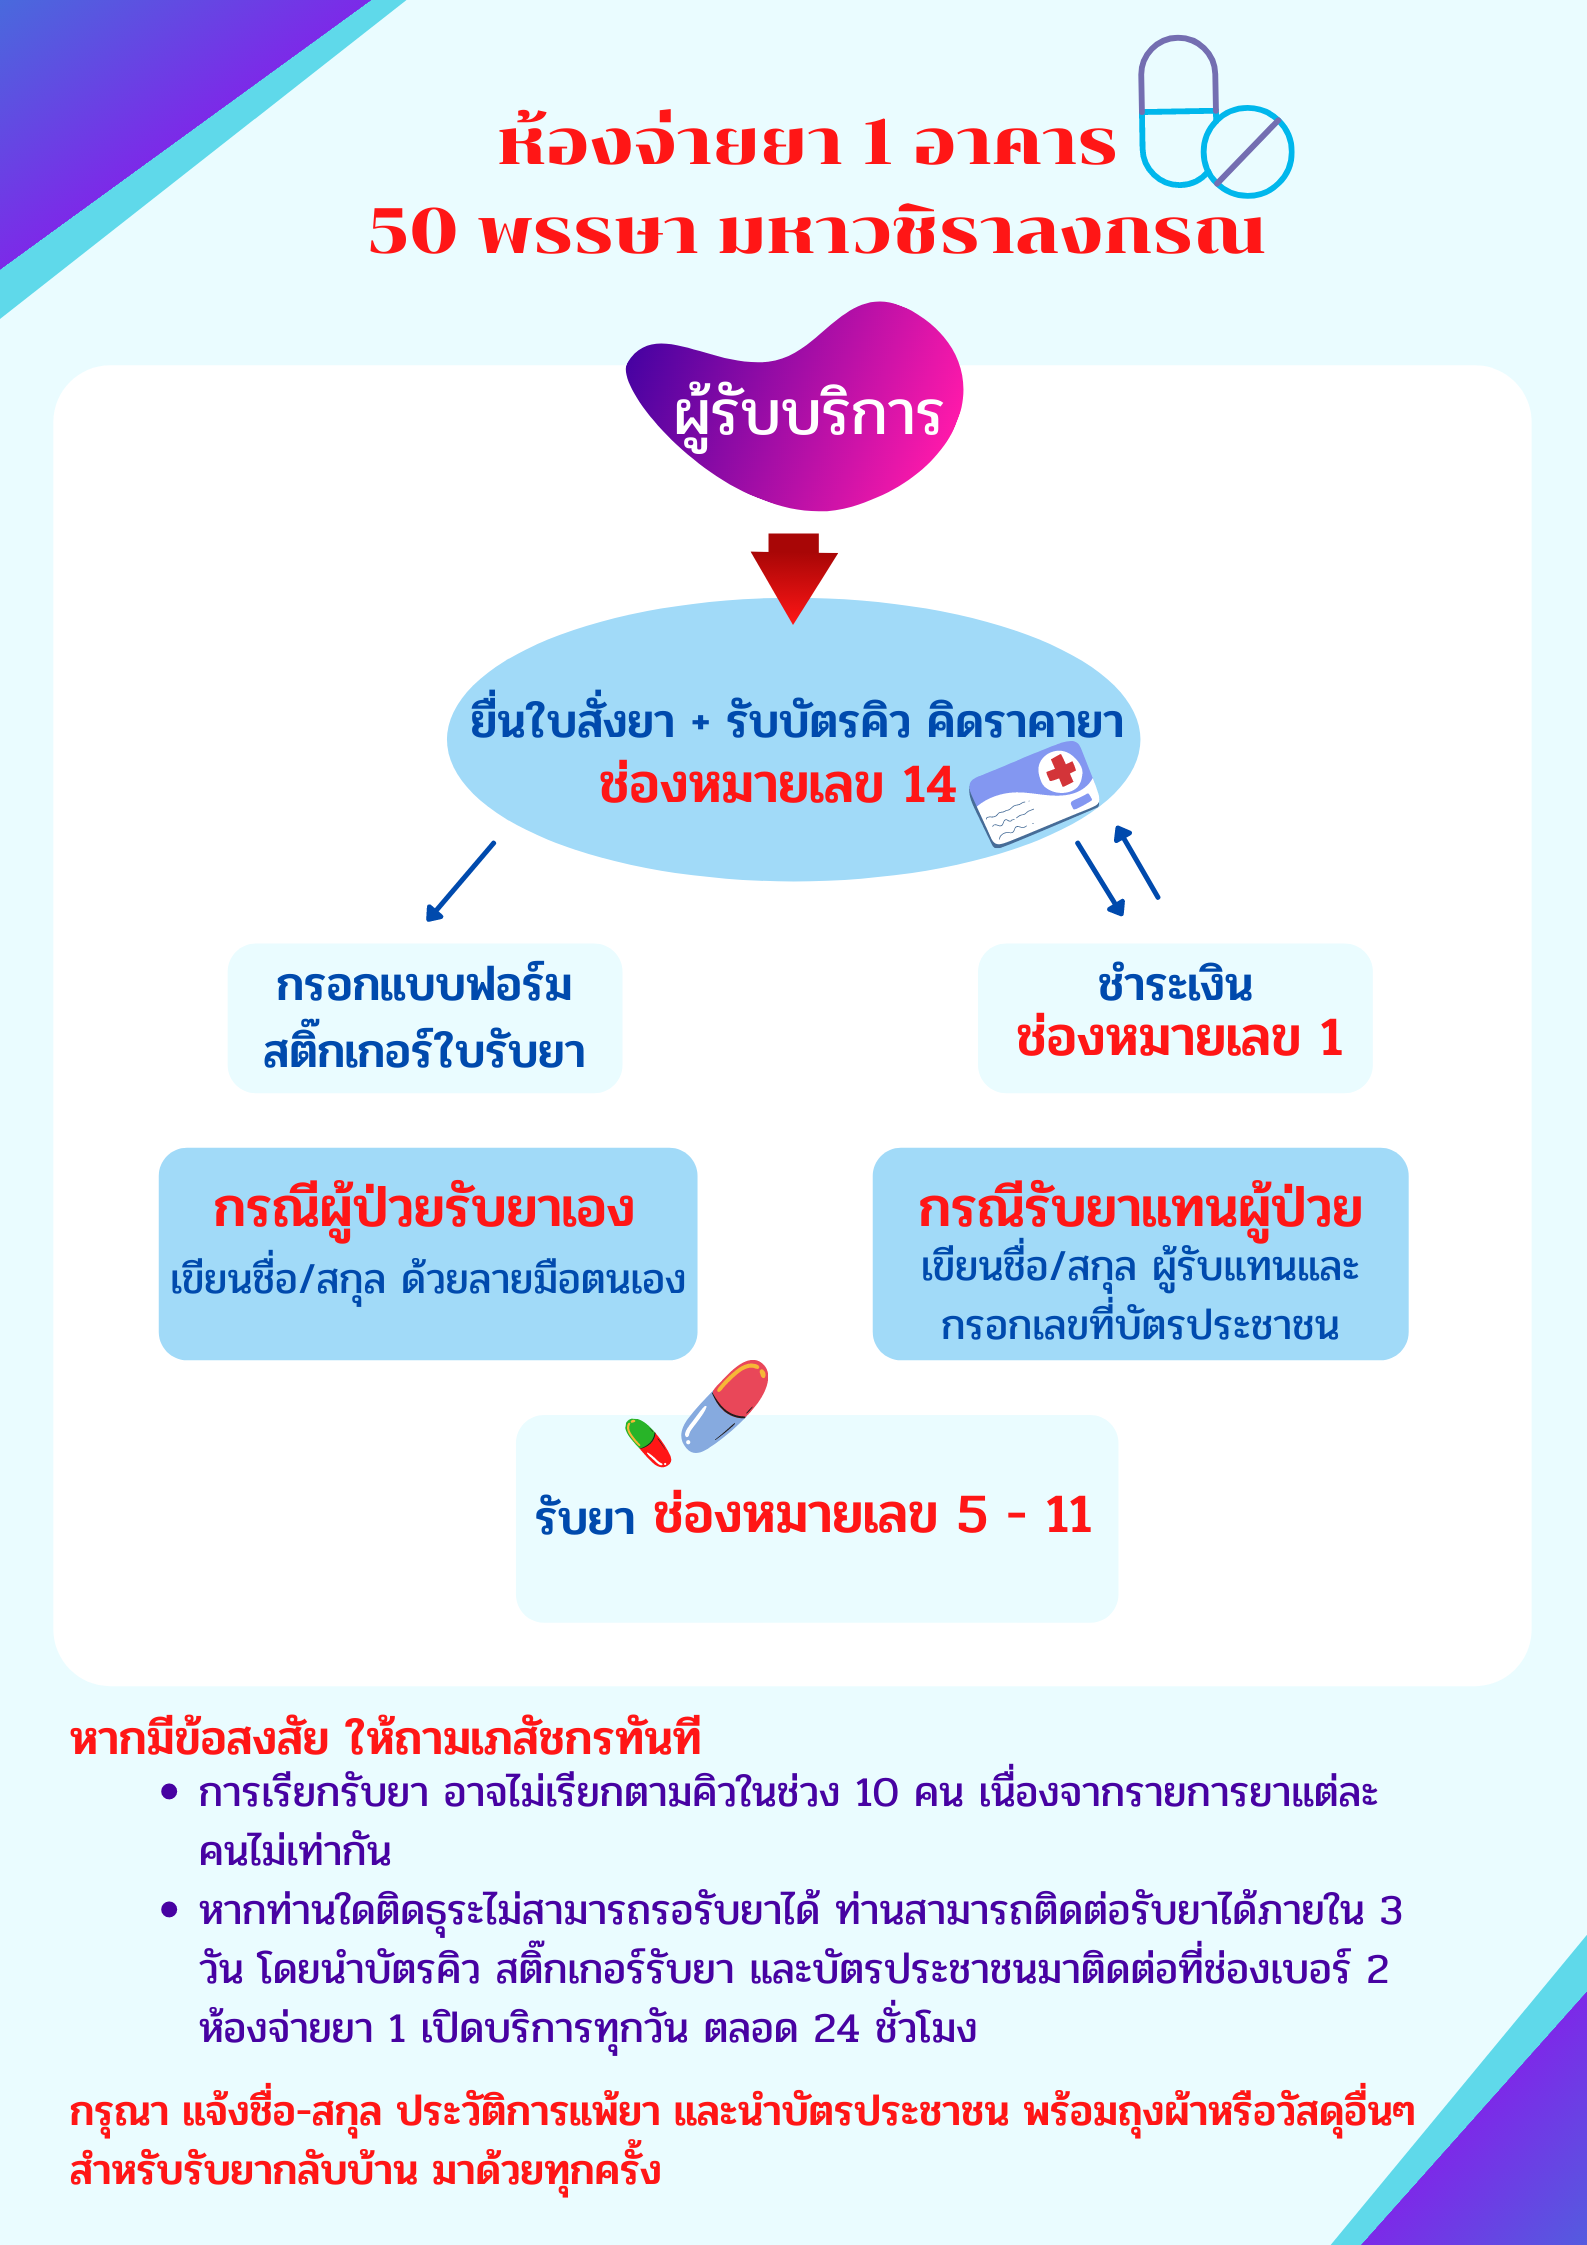 ห้องจ่ายยา 1 อาคาร
50 พรรษา มหาวชิราลงกรณ
ผู้รับบริการ
ยื่นใบสั่งยา + รับบัตรคิว คิดราคายา
ช่องหมายเลข 14
กรอกแบบฟอร์ม
สติ๊กเกอร์ใบรับยา
ชำระเงิน
ช่องหมายเลข 1
กรณีผู้ป่วยรับยาเอง
เขียนชื่อ/สกุล ด้วยลายมือตนเอง
กรณีรับยาแทนผู้ป่วย
เขียนชื่อ/สกุล ผู้รับแทนและ
กรอกเลขที่บัตรประชาชน
รับยา ช่องหมายเลข 5 - 11
หากมีข้อสงสัย ให้ถามเภสัชกรทันที
• การเรียกรับยา อาจไม่เรียกตามคิวในช่วง 10 คน เนื่องจากรายการยาแต่ละ
คนไม่เท่ากัน
• หากท่านใดติดธุระไม่สามารถรอรับยาได้ ท่านสามารถติดต่อรับยาได้ภายใน 3
วัน โดยนำบัตรคิว สติ๊กเกอร์รับยา และบัตรประชาชนมาติดต่อที่ช่องเบอร์ 2
ห้องจ่ายยา 1 เปิดบริการทุกวัน ตลอด 24 ชั่วโมง
กรุณา แจ้งชื่อ-สกุล ประวัติการแพ้ยา และนำบัตรประชาชน พร้อมถุงผ้าหรือวัสดุอื่นๆ
สำหรับรับยากลับบ้าน มาด้วยทุกครั้ง